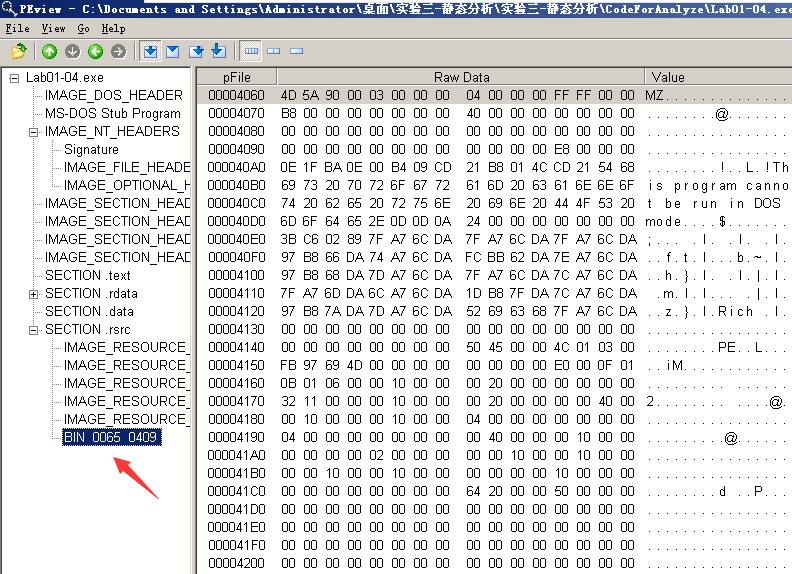 PEview - C:\Documents and Settings\Administrator\桌面\实验三-静态分析\实验三-静态分析\CodeForAnalyze\Lab01-04.exe
File View Go Help
Lab01-04.exe
IMAGE_DOS_HEADER
MS-DOS Stub Program
IMAGE_NT_HEADERS
Signature
IMAGE_FILE_HEADE
IMAGE_OPTIONAL_H
IMAGE_SECTION_HEAD
IMAGE_SECTION_HEAD
IMAGE_SECTION_HEAD
IMAGE_SECTION_HEAD
SECTION .text
SECTION .rdata
SECTION .data
SECTION .rsrc
IMAGE_RESOURCE_
IMAGE_RESOURCE_
IMAGE_RESOURCE_
IMAGE_RESOURCE_
IMAGE_RESOURCE_
BIN 0065 0409
pFile Raw Data Value
00004060 4D 5A 90 00 03 00 00 00 04 00 00 00 FF FF 00 00 MZ..............
00004070 B8 00 00 00 00 00 00 00 40 00 00 00 00 00 00 00 ........@.......
00004080 00 00 00 00 00 00 00 00 00 00 00 00 00 00 00 00 ................
00004090 00 00 00 00 00 00 00 00 00 00 00 00 E8 00 00 00 ................
000040A0 0E 1F BA 0E 00 B4 09 CD 21 B8 01 4C CD 21 54 68 ........!..L.!Th
000040B0 69 73 20 70 72 6F 67 72 61 6D 20 63 61 6E 6E 6F is program canno
000040C0 74 20 62 65 20 72 75 6E 20 69 6E 20 44 4F 53 20 t be run in DOS
000040D0 6D 6F 64 65 2E 0D 0D 0A 24 00 00 00 00 00 00 00 mode....$.......
000040E0 3B C6 02 89 7F A7 6C DA 7F A7 6C DA 7F A7 6C DA ;.....l...l...l.
000040F0 97 B8 66 DA 74 A7 6C DA FC BB 62 DA 7E A7 6C DA ..f.t.l...b.~.l.
00004100 97 B8 68 DA 7D A7 6C DA 7F A7 6C DA 7C A7 6C DA ..h.}.l...l.|.l.
00004110 7F A7 6D DA 6C A7 6C DA 1D B8 7F DA 7C A7 6C DA ..m.l.l.....|.l.
00004120 97 B8 7A DA 7D A7 6C DA 52 69 63 68 7F A7 6C DA ..z.}.l.Rich..l.
00004130 00 00 00 00 00 00 00 00 00 00 00 00 00 00 00 00 ................
00004140 00 00 00 00 00 00 00 00 50 45 00 00 4C 01 03 00 ........PE..L...
00004150 FB 97 69 4D 00 00 00 00 00 00 00 00 E0 00 0F 01 ..iM............
00004160 0B 01 06 00 00 10 00 00 00 20 00 00 00 00 00 00 ................
00004170 32 11 00 00 00 10 00 00 00 20 00 00 00 00 40 00 2.............@.
00004180 00 10 00 00 00 10 00 00 04 00 00 00 00 00 00 00 ................
00004190 04 00 00 00 00 00 00 00 00 40 00 00 00 10 00 00 .........@......
000041A0 00 00 00 00 02 00 00 00 00 00 10 00 00 10 00 00 ................
000041B0 00 00 10 00 00 10 00 00 00 00 00 00 10 00 00 00 ................
000041C0 00 00 00 00 00 00 00 00 64 20 00 00 50 00 00 00 ........d ..P...
000041D0 00 00 00 00 00 00 00 00 00 00 00 00 00 00 00 00 ................
000041E0 00 00 00 00 00 00 00 00 00 00 00 00 00 00 00 00 ................
000041F0 00 00 00 00 00 00 00 00 00 00 00 00 00 00 00 00 ................
00004200 00 00 00 00 00 00 00 00 00 00 00 00 00 00 00 00 ................